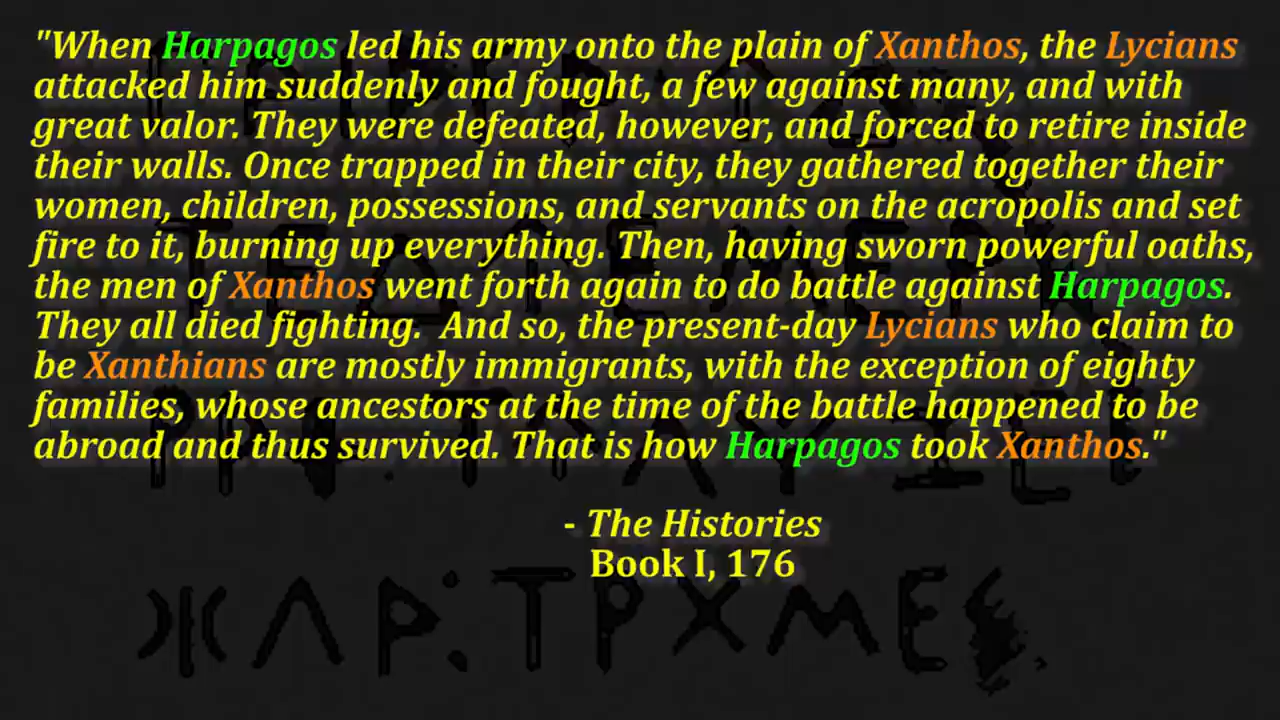 "When Harpagos led his army onto the plain of Xanthos, the Lycians
attacked him suddenly and fought, a few against many, and with
great valor. They were defeated, however, and forced to retire inside
their walls. Once trapped in their city, they gathered together their
women, children, possessions, and servants on the acropolis and set
fire to it, burning up everything. Then, having sworn powerful oaths,
the men of Xanthos went forth again to do battle against Harpagos.
They all died fighting.  And so, the present-day Lycians who claim to
be Xanthians are mostly immigrants, with the exception of eighty
families, whose ancestors at the time of the battle happened to be
abroad and thus survived. That is how Harpagos took Xanthos."
- The Histories
Book I, 176